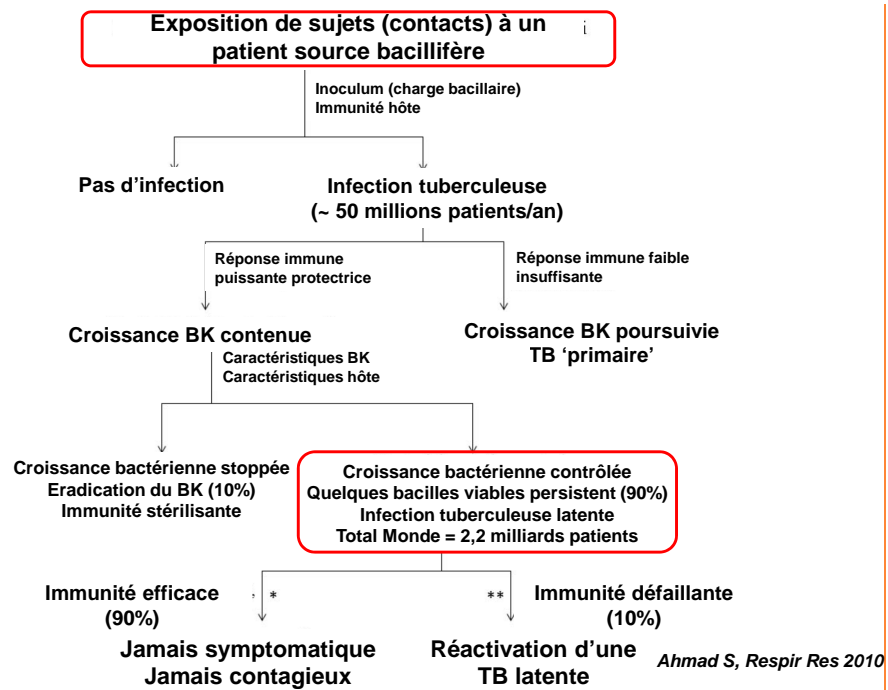 Exposition de sujets (contacts) à un
patient source bacillifère
i
Inoculum (charge bacillaire)
Immunité hôte
Pas d’infection
Infection tuberculeuse
(~ 50 millions patients/an)
Réponse immune
puissante protectrice
Réponse immune faible
insuffisante
Croissance BK contenue
Croissance BK poursuivie
TB ‘primaire’
Caractéristiques BK
Caractéristiques hôte
Croissance bactérienne stoppée
Eradication du BK (10%)
Immunité stérilisante
Croissance bactérienne contrôlée
Quelques bacilles viables persistent (90%)
Infection tuberculeuse latente
Total Monde = 2,2 milliards patients
Immunité efficace
(90%)
, *
**
Immunité défaillante
(10%)
Jamais symptomatique
Jamais contagieux
Réactivation d’une
TB latente
Ahmad S, Respir Res 2010